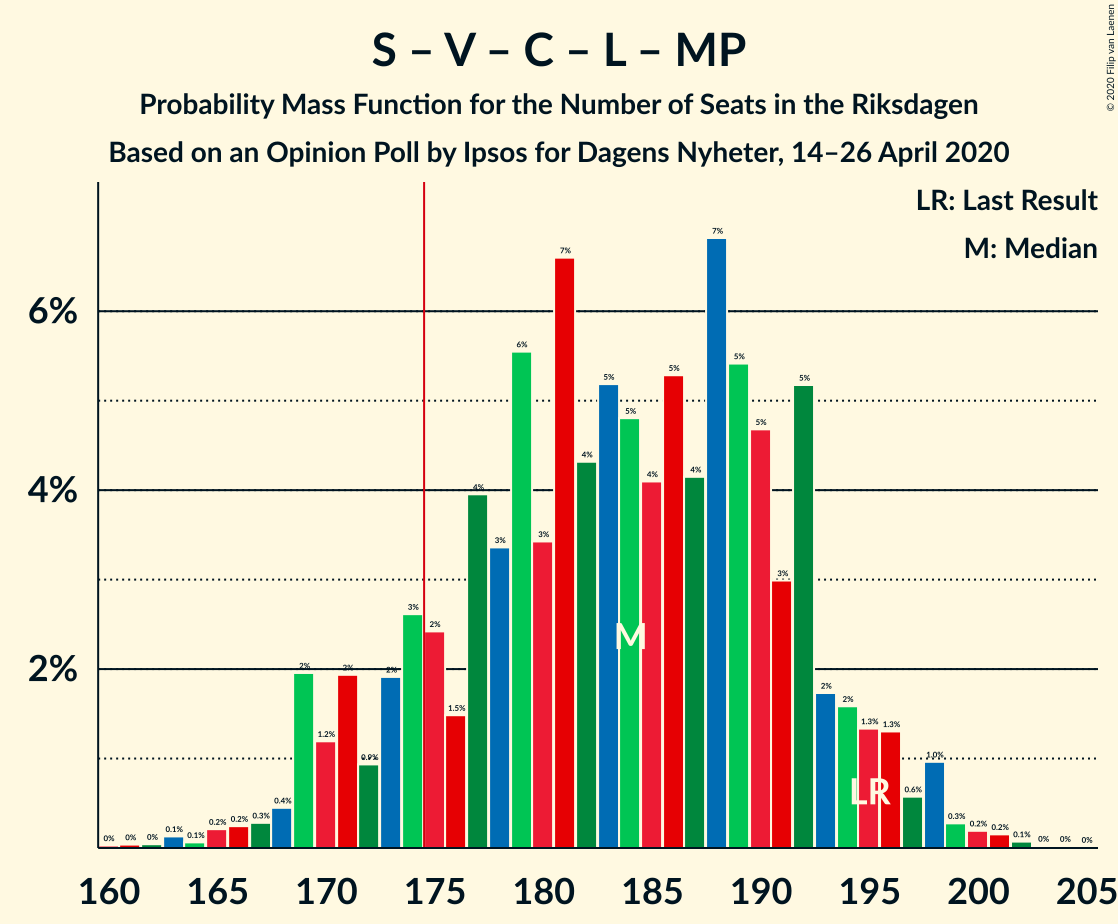 S – V – C – L – MP
Probability Mass Function for the Number of Seats in the Riksdagen
Based on an Opinion Poll by Ipsos for Dagens Nyheter, 14–26 April 2020
© 2020 Filip van Laenen
LR: Last Result
M: Median
6%
4%
2%
0% 0% 0% 0.1% 0.1% 0.2% 0.2% 0.3% 0.4% 2% 1.2% 2% 0.9% 2% 3% 2% 1.5% 4% 3% 6% 3% 7% 4% 5% 5% 4% 5% 4% 7% 5% 5% 3% 5% 2% 2% 1.3% 1.3% 0.6% 1.0% 0.3% 0.2% 0.2% 0.1% 0% 0% 0%
M
LR
160 165 170 175 180 185 190 195 200 205